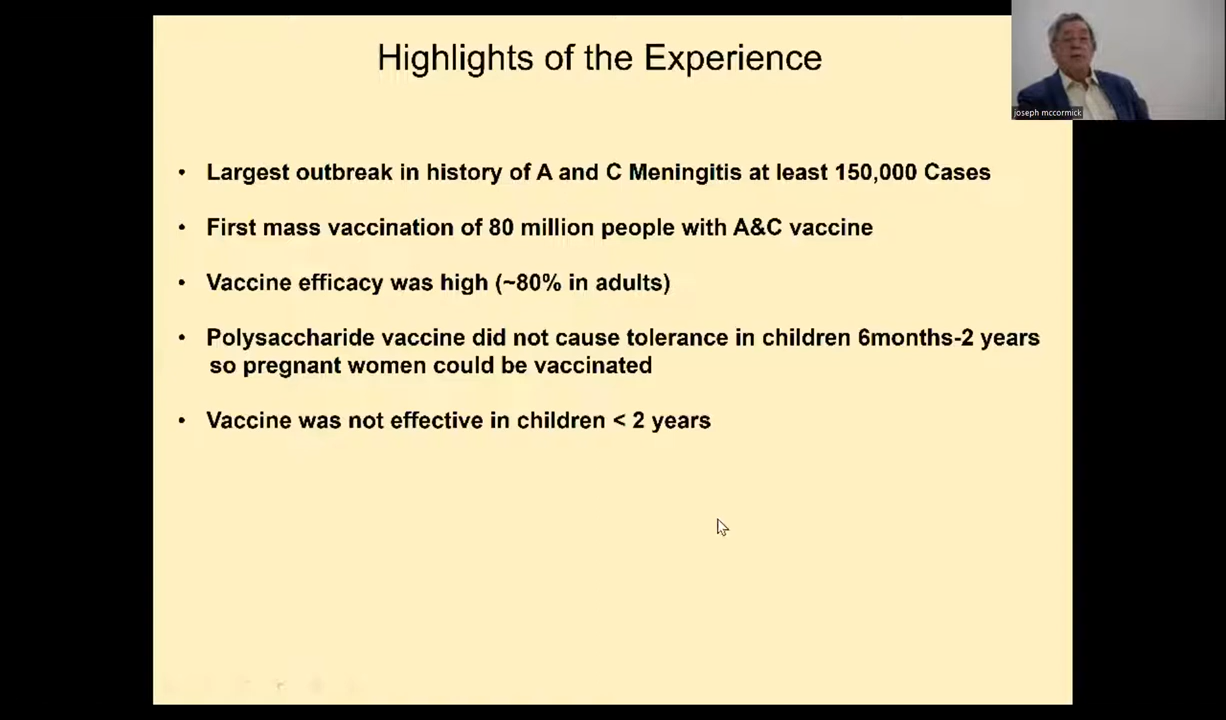 Highlights of the Experience
joseph mccormick
• Largest outbreak in history of A and C Meningitis at least 150,000 Cases
• First mass vaccination of 80 million people with A&C vaccine
• Vaccine efficacy was high (~80% in adults)
• Polysaccharide vaccine did not cause tolerance in children 6months-2 years
so pregnant women could be vaccinated
• Vaccine was not effective in children < 2 years